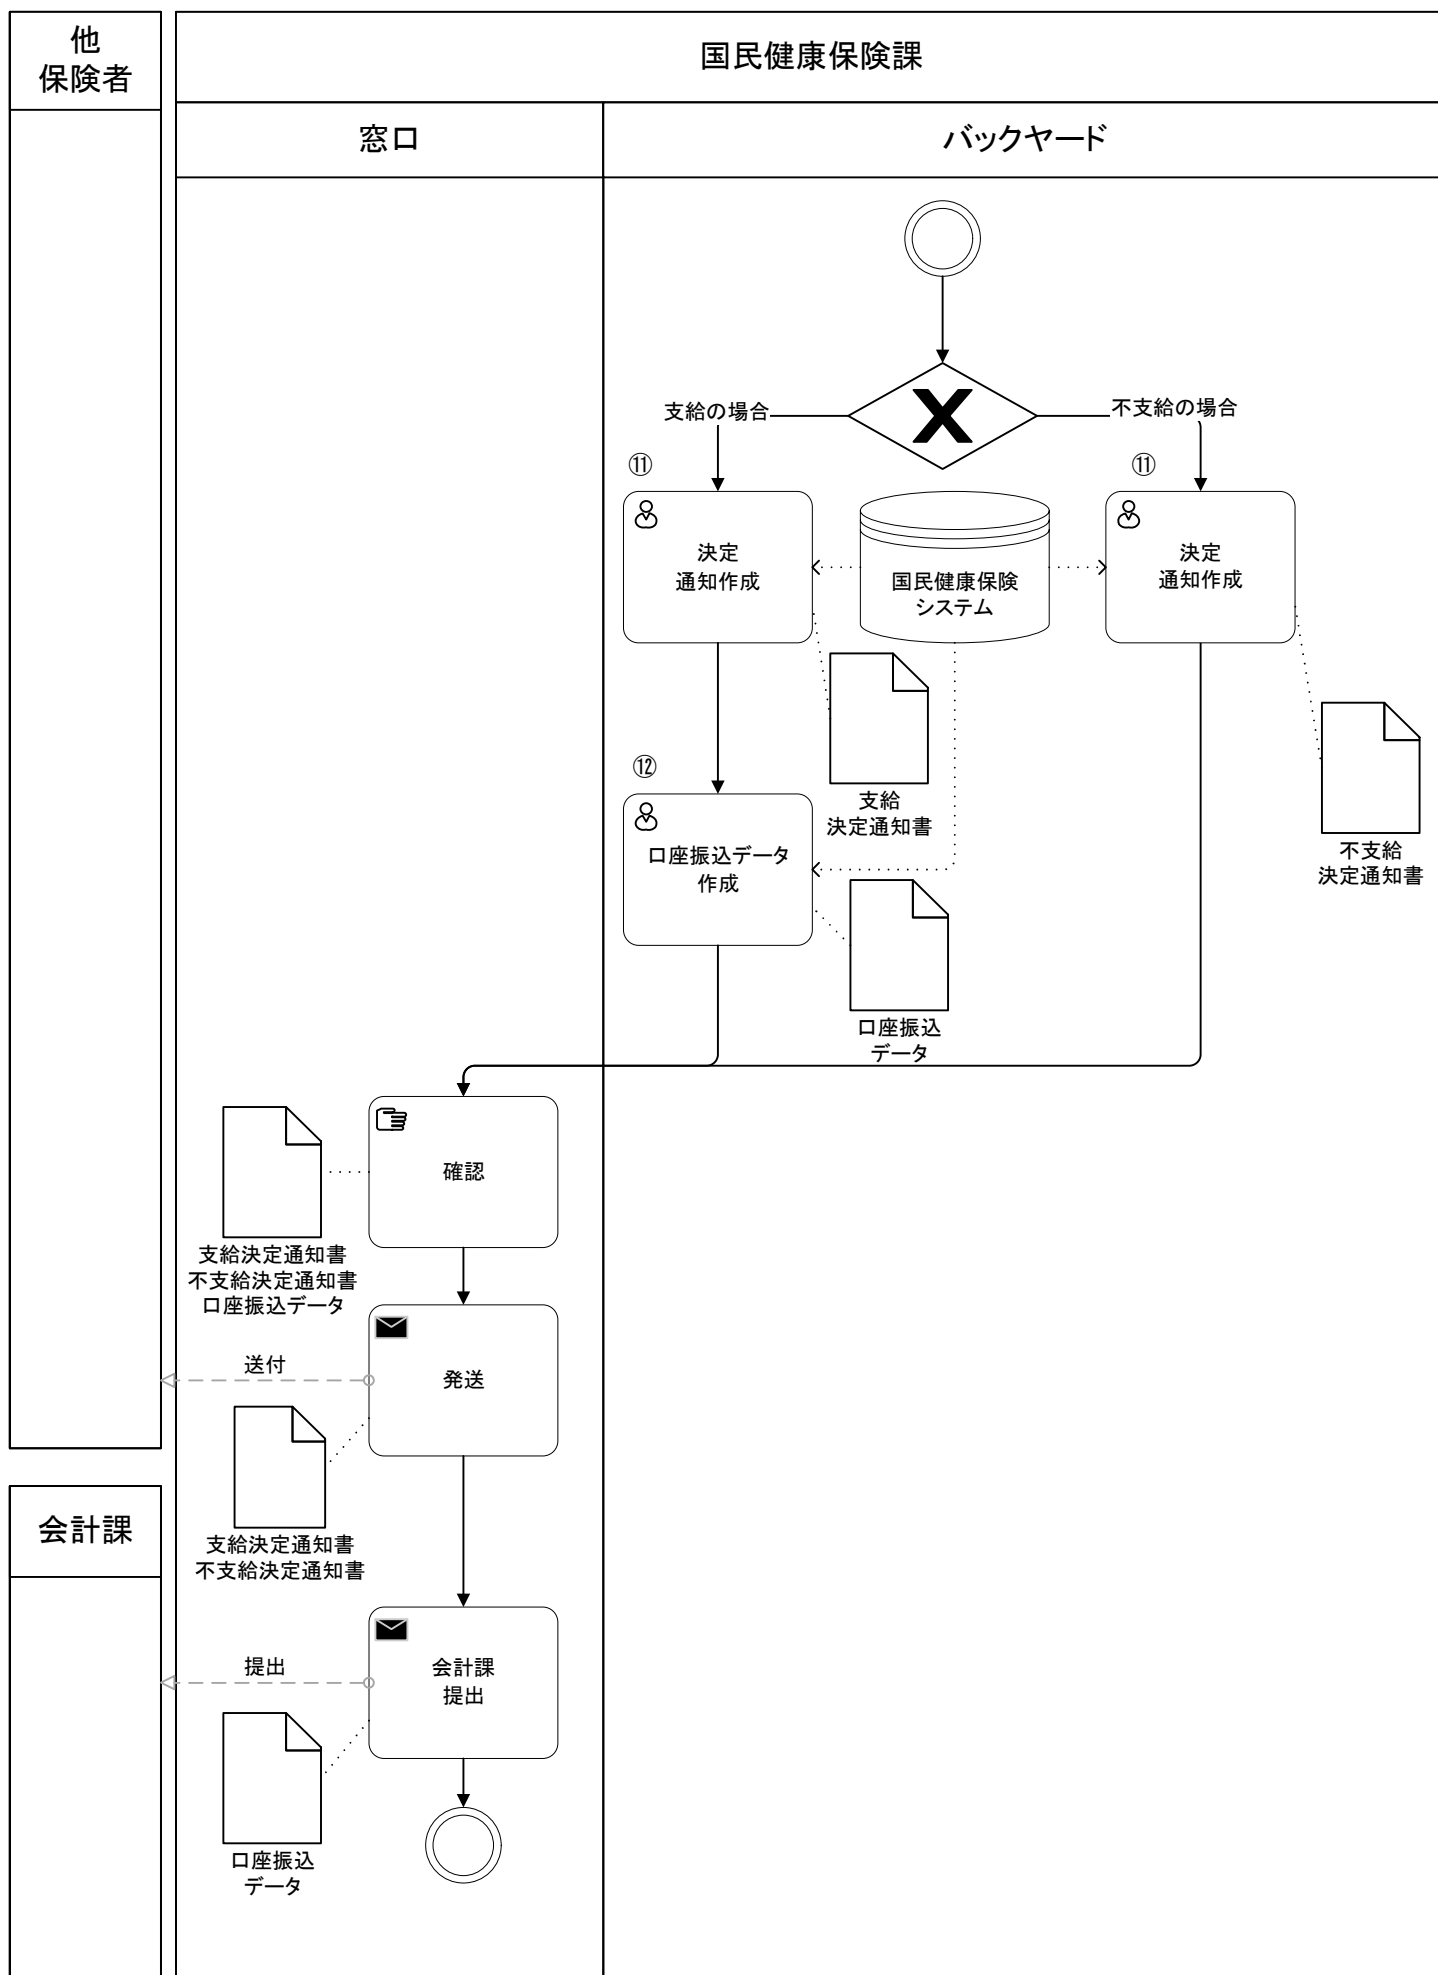 他
保険者
国民健康保険課
窓口
バックヤード
支給の場合
不支給の場合
⑪
⑪
決定
通知作成
国民健康保険
システム
決定
通知作成
支給
決定通知書
不支給
決定通知書
⑫
口座振込データ
作成
口座振込
データ
確認
支給決定通知書
不支給決定通知書
口座振込データ
送付
発送
支給決定通知書
不支給決定通知書
会計課
提出
会計課
提出
口座振込
データ